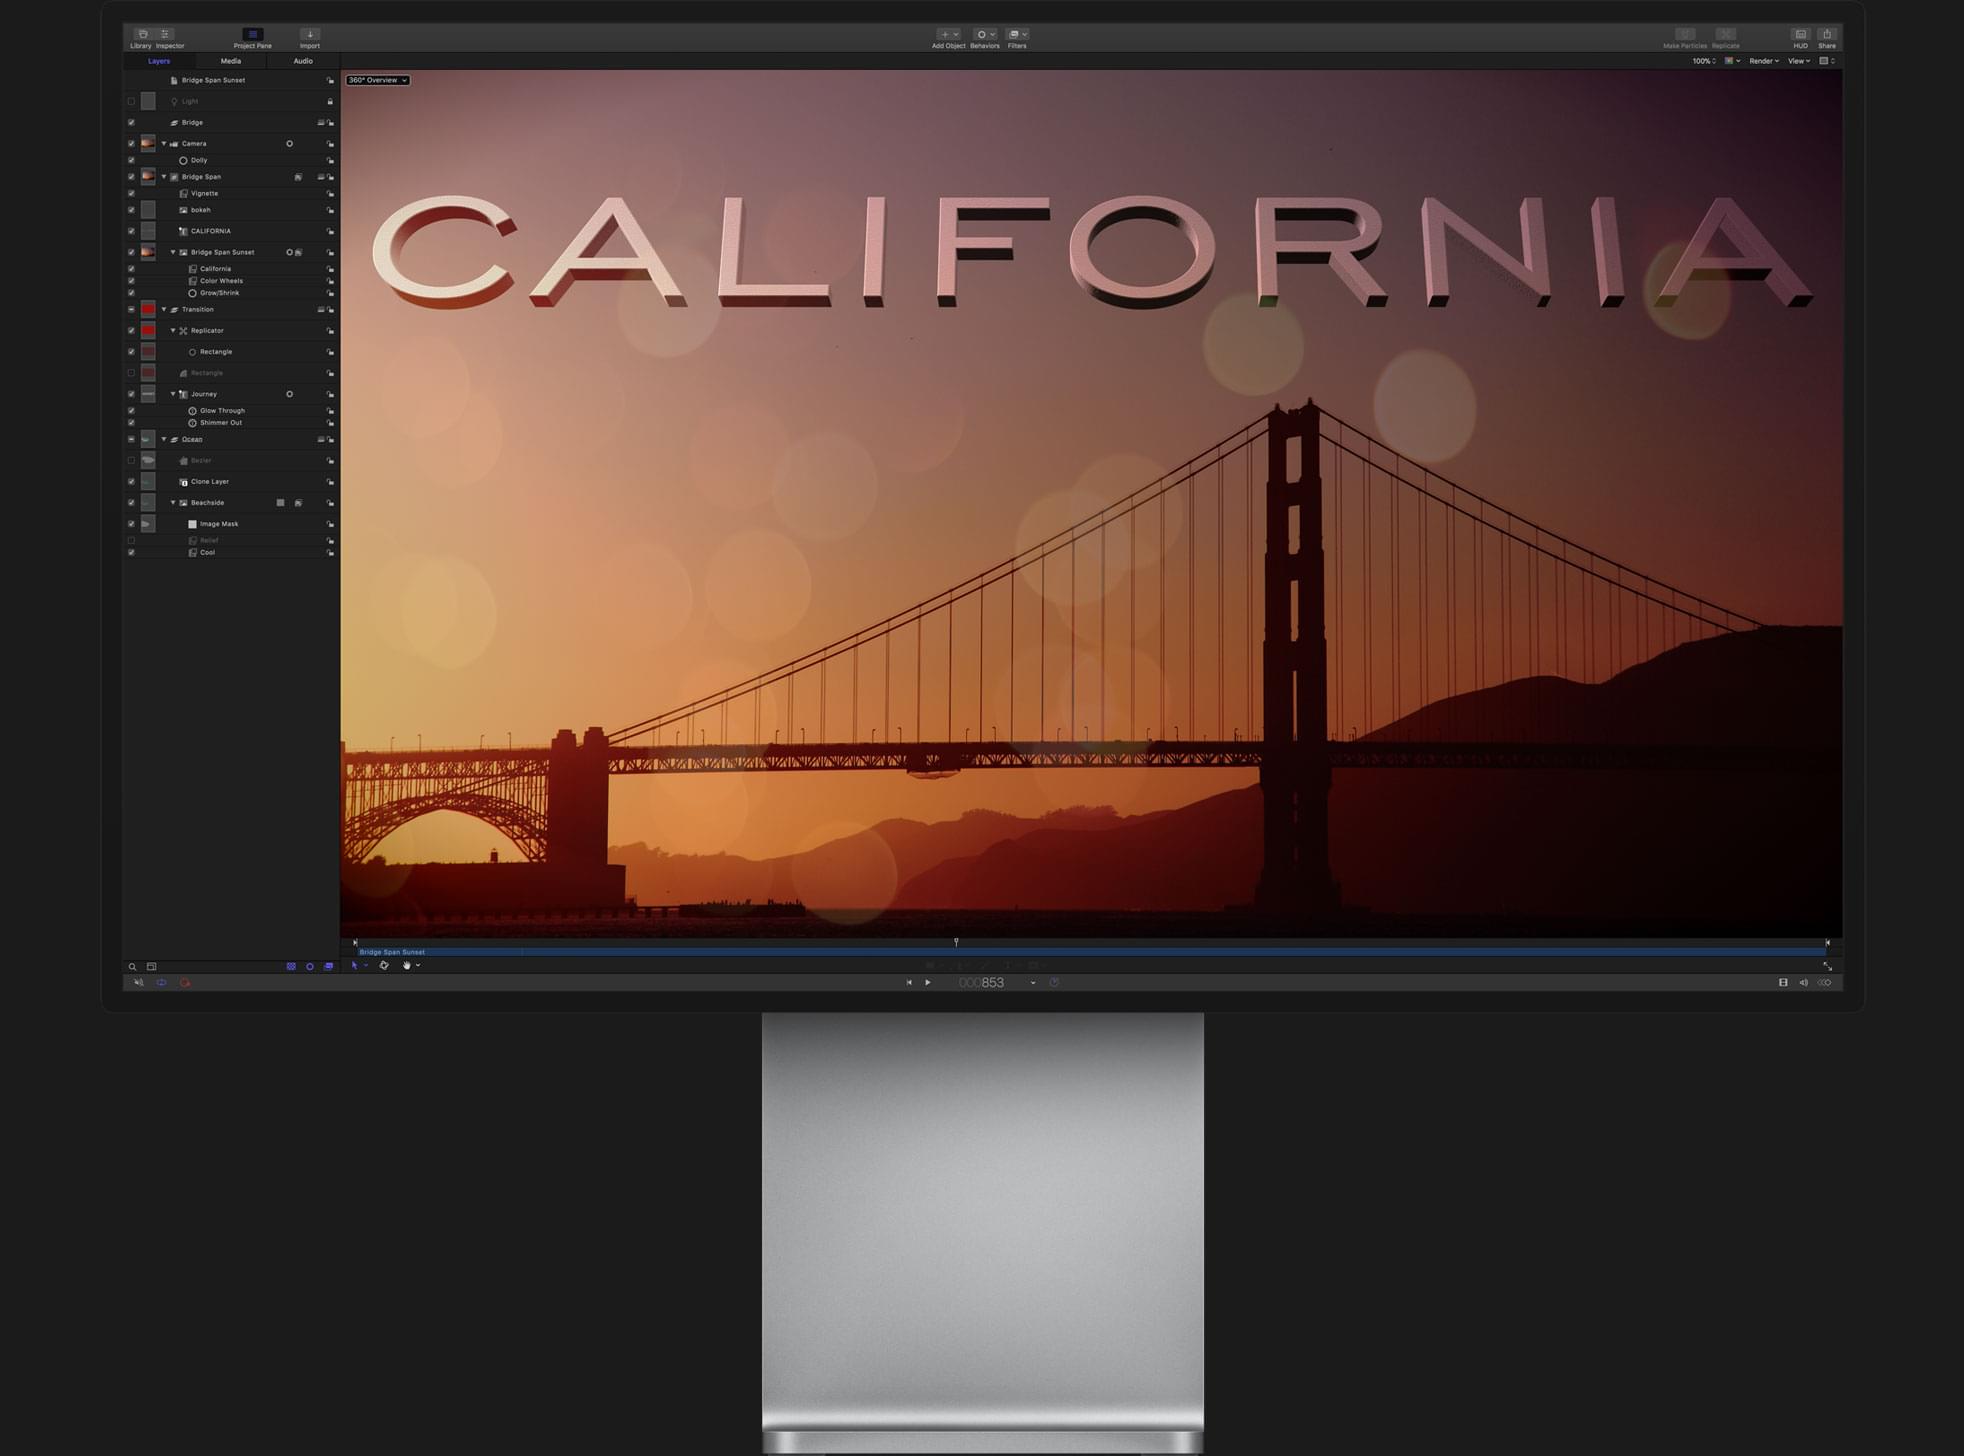 Library Inspector Project Pane Import Add Object Behaviors Filters Make Particles Replicate HUD Share
Layers Media Audio 100% Render View
Bridge Span Sunset 360° Overview
Light
Bridge
Camera
Dolly
Bridge Span
Vignette
bokeh
CALIFORNIA
CALIFORNIA
Bridge Span Sunset
California
Color Wheels
Grow/Shrink
Transition
Replicator
Rectangle
Rectangle
Journey
Glow Through
Shimmer Out
Ocean
Bezier
Clone Layer
Beachside
Image Mask
Relief
Cool
Bridge Span Sunset
000853